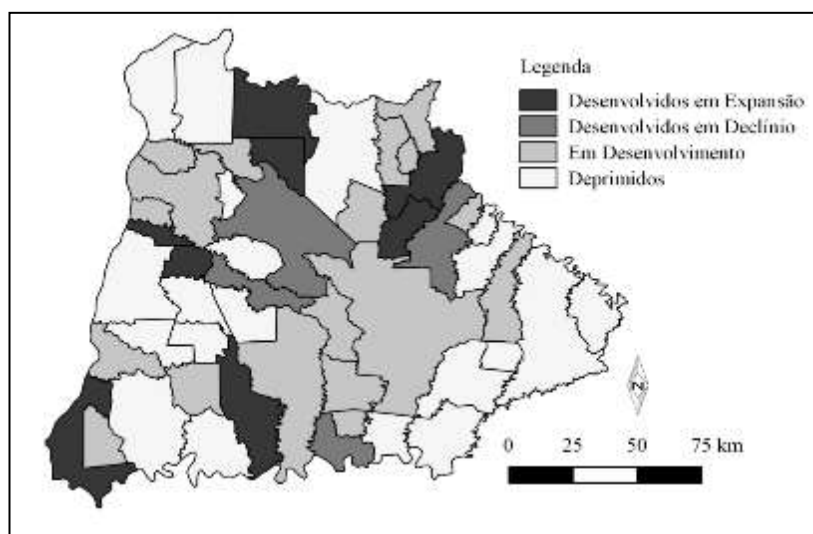 Legenda
Desenvolvidos em Expansão
Desenvolvidos em Declínio
Em Desenvolvimento
Deprimidos
N
0 25 50 75 km